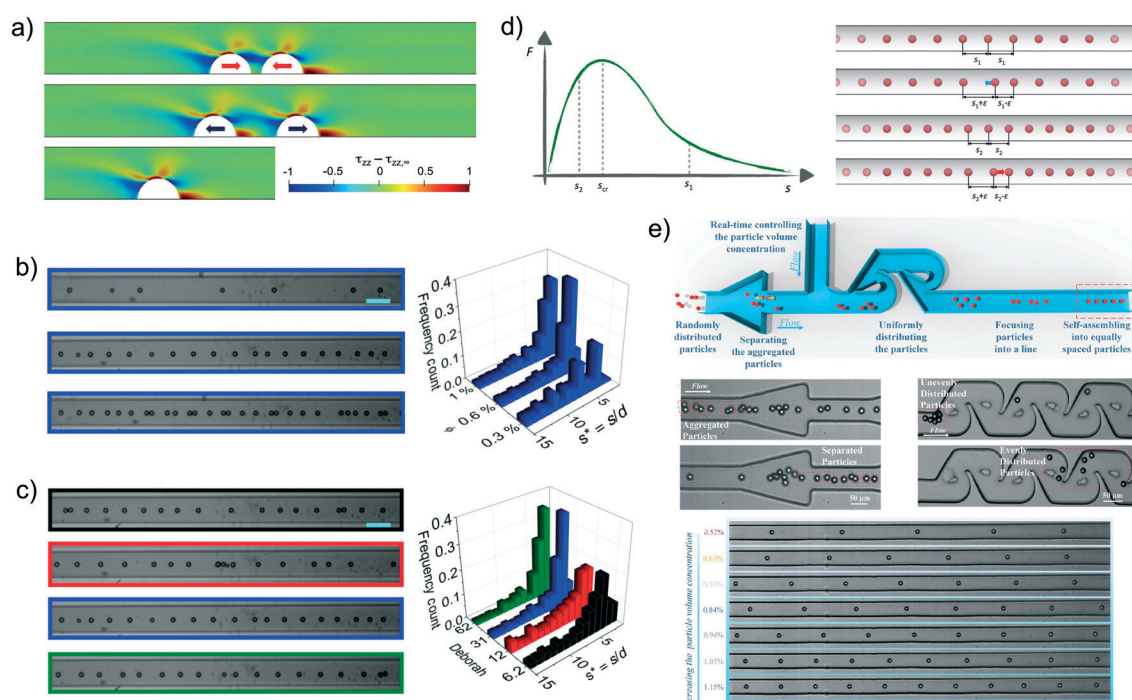 a)
τzz − τzz,∞
-1 -0.5 0 0.5 1
b)
Frequency count
0.4
0.3
0.2
0.1
0.0
1 %
0.6 %
0.3 %
ϕ
15
10
5
s* = s/d
c)
Frequency count
0.4
0.3
0.2
0.1
0.0
62
31
12
6.2
Deborah
15
10
5
s* = s/d
d)
F
s2 scr s1 s
s1 s1
s1+ε s1-ε
s2 s2
s2+ε s2-ε
e)
Real-time controlling
the particle volume
concentration
Flow
Flow
Randomly
distributed
particles
Separating
the aggregated
particles
Uniformly
distributing
the particles
Focusing
particles
into a line
Self-assembling
into equally
spaced particles
Flow
Aggregated
Particles
Separated
Particles
50 μm
Unevenly
Distributed
Particles
Flow
Evenly
Distributed
Particles
50 μm
creasing the particle volume concentration
0.52%
0.63%
0.73%
0.84%
0.94%
1.05%
1.15%